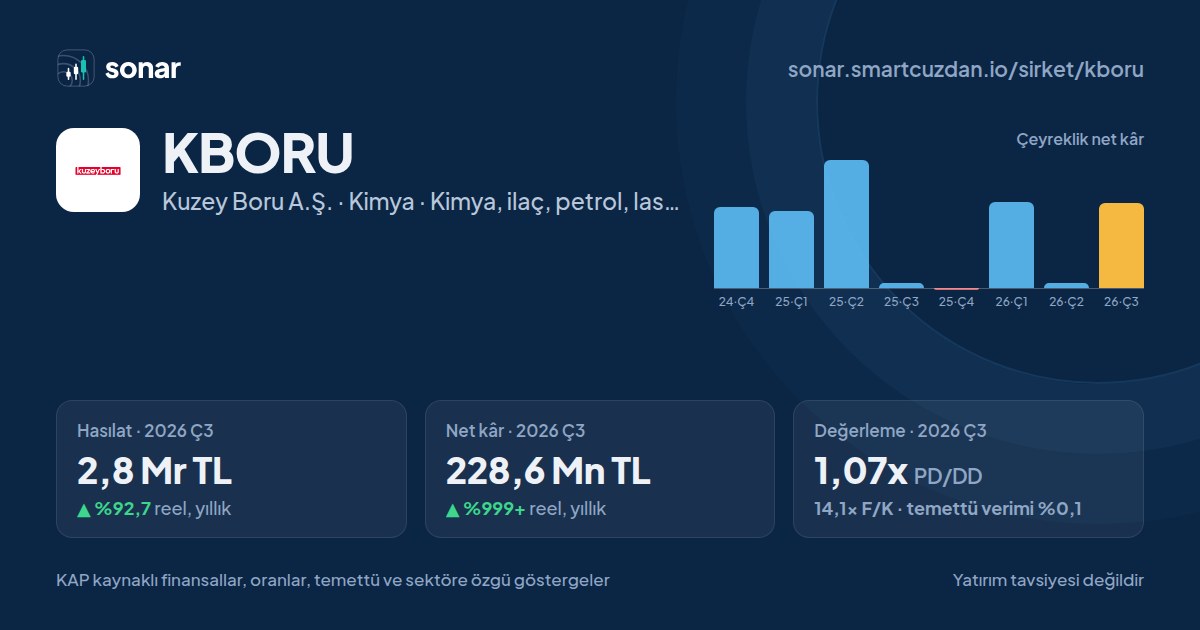 sonar
sonar.smartcuzdan.io/sirket/kboru
kuzeyboru
KBORU
Kuzey Boru A.Ş. · Kimya · Kimya, ilaç, petrol, las...
Çeyreklik net kâr
24·Ç4 25·Ç1 25·Ç2 25·Ç3 25·Ç4 26·Ç1 26·Ç2 26·Ç3
Hasılat · 2026 Ç3
2,8 Mr TL
▲ %92,7 reel, yıllık
Net kâr · 2026 Ç3
228,6 Mn TL
▲ %999+ reel, yıllık
Değerleme · 2026 Ç3
1,07x PD/DD
14,1× F/K · temettü verimi %0,1
KAP kaynaklı finansallar, oranlar, temettü ve sektöre özgü göstergeler
Yatırım tavsiyesi değildir